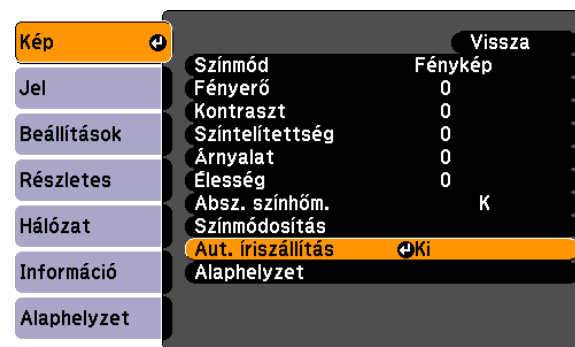 Kép
Jel
Beállítások
Részletes
Hálózat
Információ
Alaphelyzet
Vissza
Színmód Fénykép
Fényerő 0
Kontraszt 0
Színtelítettség 0
Árnyalat 0
Élesség 0
Absz. színhőm. K
Színmódosítás
Aut. íriszállítás Ki
Alaphelyzet